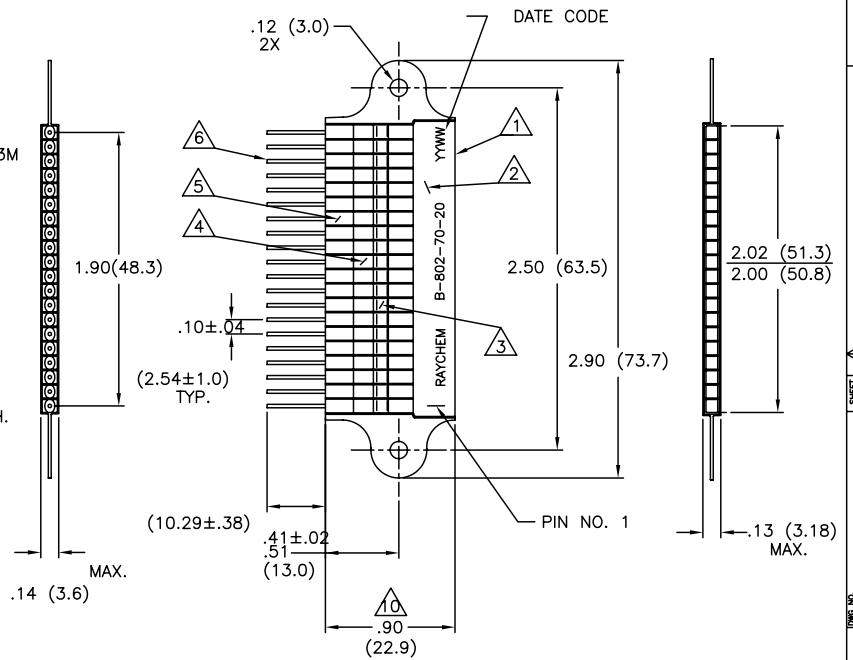 DATE CODE
.12 (3.0)
2X
3M
6
1
YYWW
5
2
4
B-802-70-20
1.90(48.3)
2.50 (63.5)
2.02 (51.3)
2.00 (50.8)
.10±.04
3
2.90 (73.7)
RAYCHEM
(2.54±1.0)
TYP.
H.
SHEET
(10.29±.38)
PIN NO. 1
.41±.02
.51
(13.0)
.13 (3.18)
MAX.
MAX.
.14 (3.6)
10
.90
(22.9)
DWG NO.